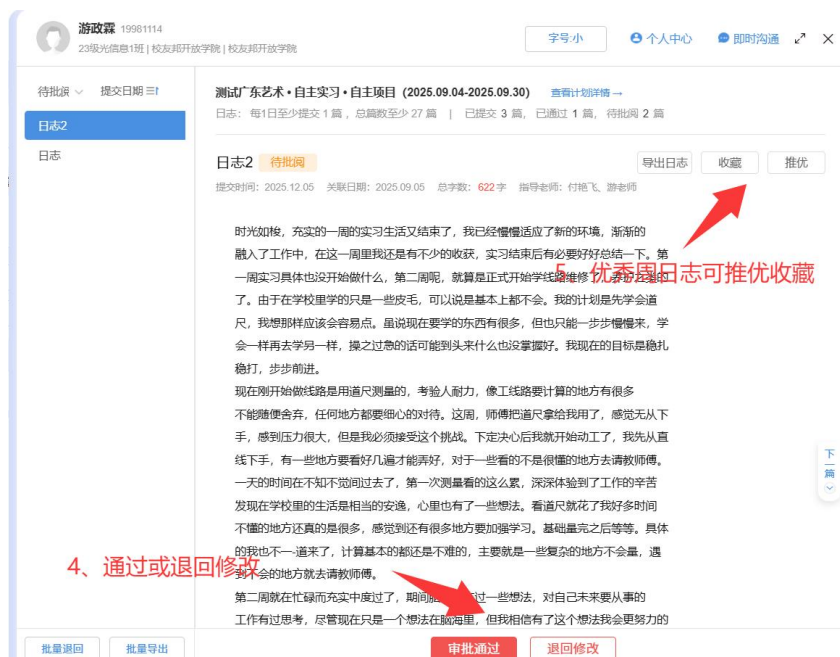 游政霖 19981114
23级光信息1班 | 校友邦开放学院 | 校友邦开放学院
字号:小
个人中心
即时沟通
待批阅
提交日期
日志2
日志
测试广东艺术 • 自主实习 • 自主项目（2025.09.04-2025.09.30） 查看计划详情→
日志： 每1日至少提交 1 篇，总篇数至少 27 篇 | 已提交 3 篇，已通过 1 篇，待批阅 2 篇
日志2 待批阅
导出日志
收藏
推优
提交时间：2025.12.05 关联日期：2025.09.05 总字数：622字 指导老师：付艳飞、游老师
时光如梭，充实的一周的实习生活又结束了，我已经慢慢适应了新的环境，渐渐的
融入了工作中，在这一周里我还是有不少的收获，实习结束后有必要好好总结一下。第
一周实习具体也没开始做什么，第二周呢，就算是正式开始学线路维修了
5、优秀周日志可推优收藏
了。由于在学校里学的只是一些皮毛，可以说是基本上都不会。我的计划是先学会道
尺，我想那样应该会容易点。虽说现在要学的东西有很多，但也只能一步步慢慢来，学
会一样再去学另一样，操之过急的话可能到头来什么也没掌握好。我现在的目标是稳扎
稳打，步步前进。
现在刚开始做线路是用道尺测量的，考验人耐力，像工线路要计算的地方有很多
不能随便舍弃，任何地方都要细心的对待。这周，师傅把道尺拿给我用了，感觉无从下
手，感到压力很大，但是我必须接受这个挑战。下定决心后我就开始动工了，我先从直
线下手，有一些地方要看好几遍才能弄好，对于一些看的不是很懂的地方去请教师傅。
一天的时间在不知不觉间过去了，第一次测量看的这么累，深深体验到了工作的辛苦
发现在学校里的生活是相当的安逸，心里也有了一些想法。看道尺就花了我好多时间
不懂的地方还真的是很多，感觉到还有很多地方要加强学习。基础量完之后等等。具体
的我也不一-道来了，计算基本的都还是不难的，主要就是一些复杂的地方不会量，遇
4、通过或退回修改
到不会的地方就去请教师傅。
第二周就在忙碌而充实中度过了，期间 过一些想法，对自己未来要从事的
工作有过思考，尽管现在只是一个想法在脑海里，但我相信有了这个想法我会更努力的
下一篇
批量退回
批量导出
审批通过
退回修改